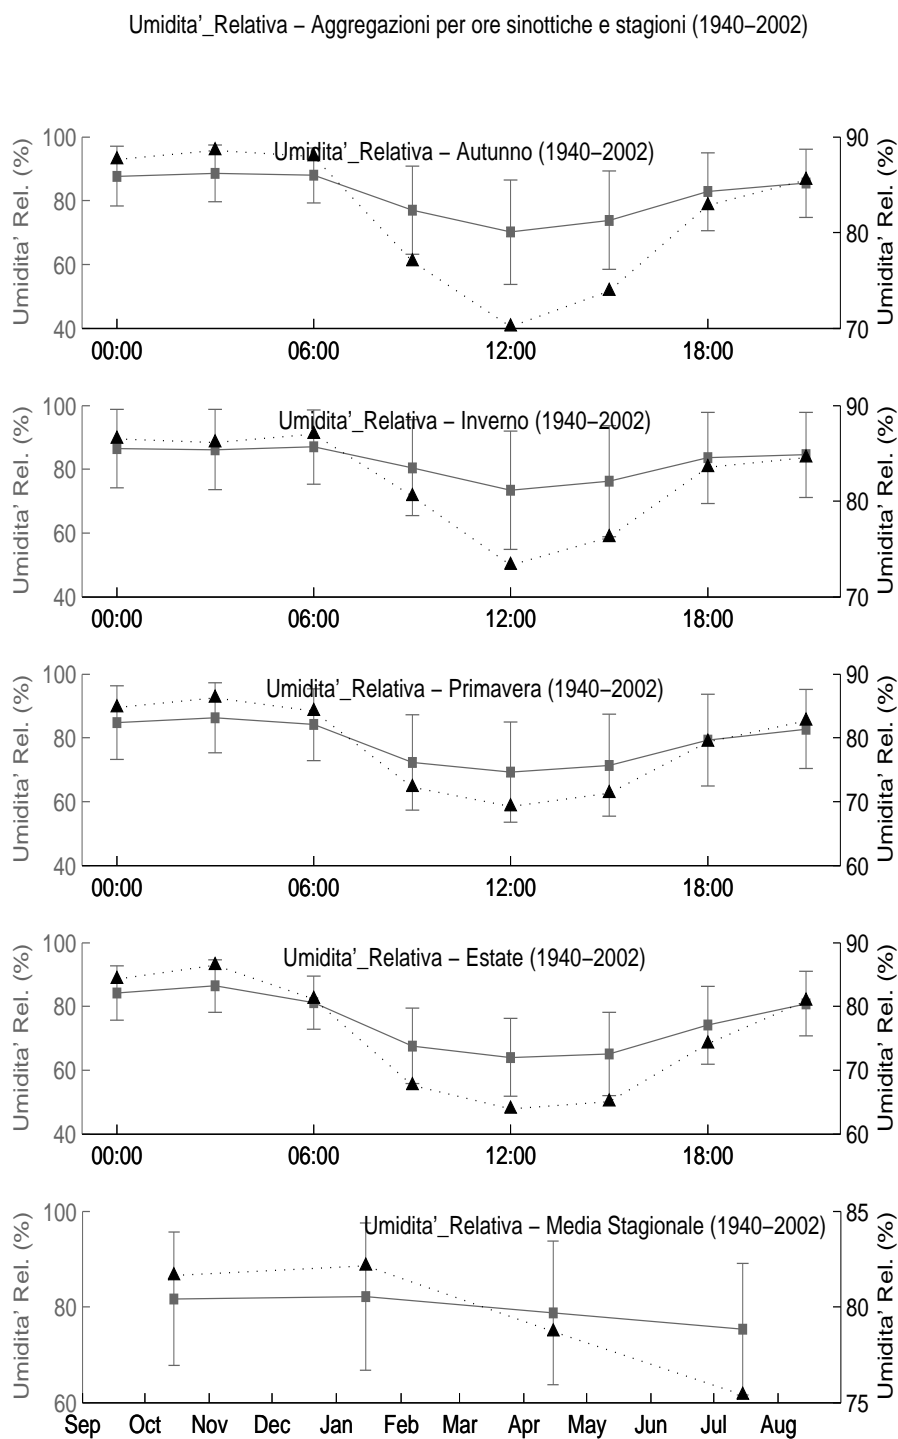 Umidita'_Relativa – Aggregazioni per ore sinottiche e stagioni (1940–2002)
Umidita'_Relativa – Autunno (1940–2002)
Umidita' Rel. (%)
100
80
60
40
90
80
70
Umidita' Rel. (%)
00:00 06:00 12:00 18:00
Umidita'_Relativa – Inverno (1940–2002)
Umidita' Rel. (%)
100
80
60
40
90
80
70
Umidita' Rel. (%)
00:00 06:00 12:00 18:00
Umidita'_Relativa – Primavera (1940–2002)
Umidita' Rel. (%)
100
80
60
40
90
80
70
60
Umidita' Rel. (%)
00:00 06:00 12:00 18:00
Umidita'_Relativa – Estate (1940–2002)
Umidita' Rel. (%)
100
80
60
40
90
80
70
60
Umidita' Rel. (%)
00:00 06:00 12:00 18:00
Umidita'_Relativa – Media Stagionale (1940–2002)
Umidita' Rel. (%)
100
80
60
85
80
75
Umidita' Rel. (%)
Sep Oct Nov Dec Jan Feb Mar Apr May Jun Jul Aug